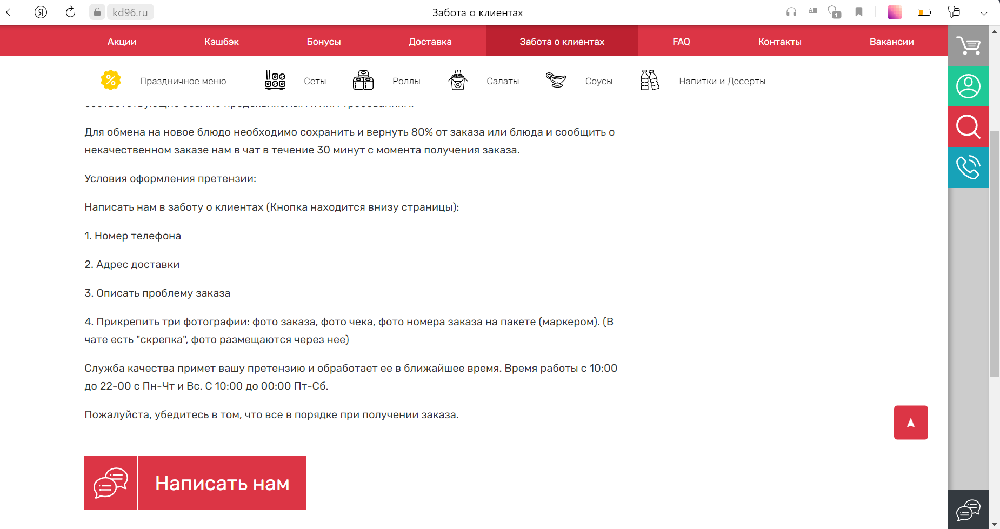 kd96.ru
Забота о клиентах
1
Акции Кэшбэк Бонусы Доставка Забота о клиентах FAQ Контакты Вакансии
Праздничное меню Сеты Роллы Салаты Соусы Напитки и Десерты
Для обмена на новое блюдо необходимо сохранить и вернуть 80% от заказа или блюда и сообщить о
некачественном заказе нам в чат в течение 30 минут с момента получения заказа.
Условия оформления претензии:
Написать нам в заботу о клиентах (Кнопка находится внизу страницы):
1. Номер телефона
2. Адрес доставки
3. Описать проблему заказа
4. Прикрепить три фотографии: фото заказа, фото чека, фото номера заказа на пакете (маркером). (В
чате есть "скрепка", фото размещаются через нее)
Служба качества примет вашу претензию и обработает ее в ближайшее время. Время работы с 10:00
до 22-00 с Пн-Чт и Вс. С 10:00 до 00:00 Пт-Сб.
Пожалуйста, убедитесь в том, что все в порядке при получении заказа.
Написать нам